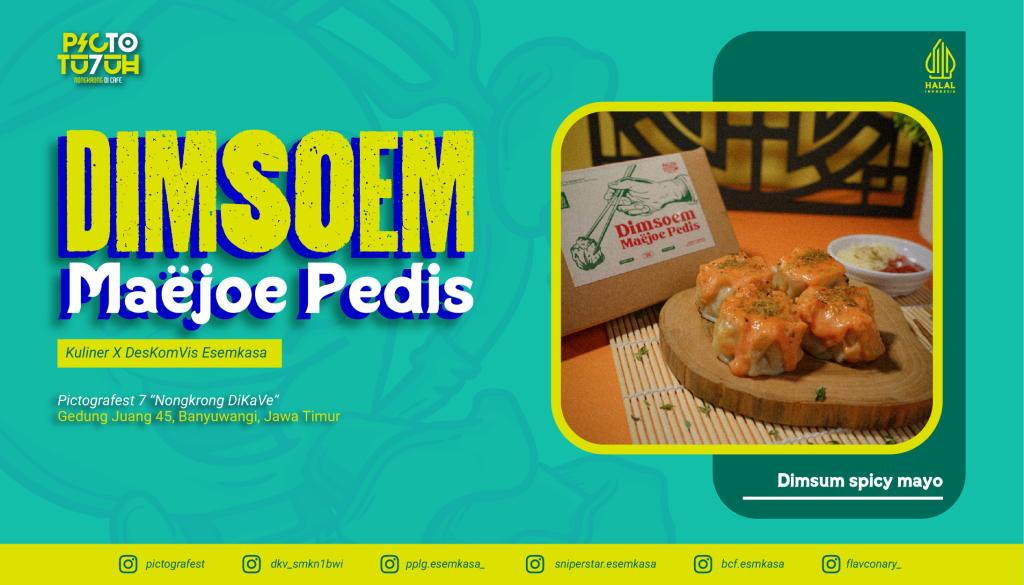 PICTO
TU7UH
NONGKRONG DI CAFE
HALAL
INDONESIA
DIMSOEM
Maëjoe Pedis
Kuliner X DesKomVis Esemkasa
Pictografest 7 "Nongkrong DiKaVe"
Gedung Juang 45, Banyuwangi, Jawa Timur
Dimsoem
Maëjoe Pedis
Dimsum spicy mayo
pictografest
dkv_smkn1bwi
pplg.esemkasa_
sniperstar.esemkasa
bcf.esmkasa
flavconary_